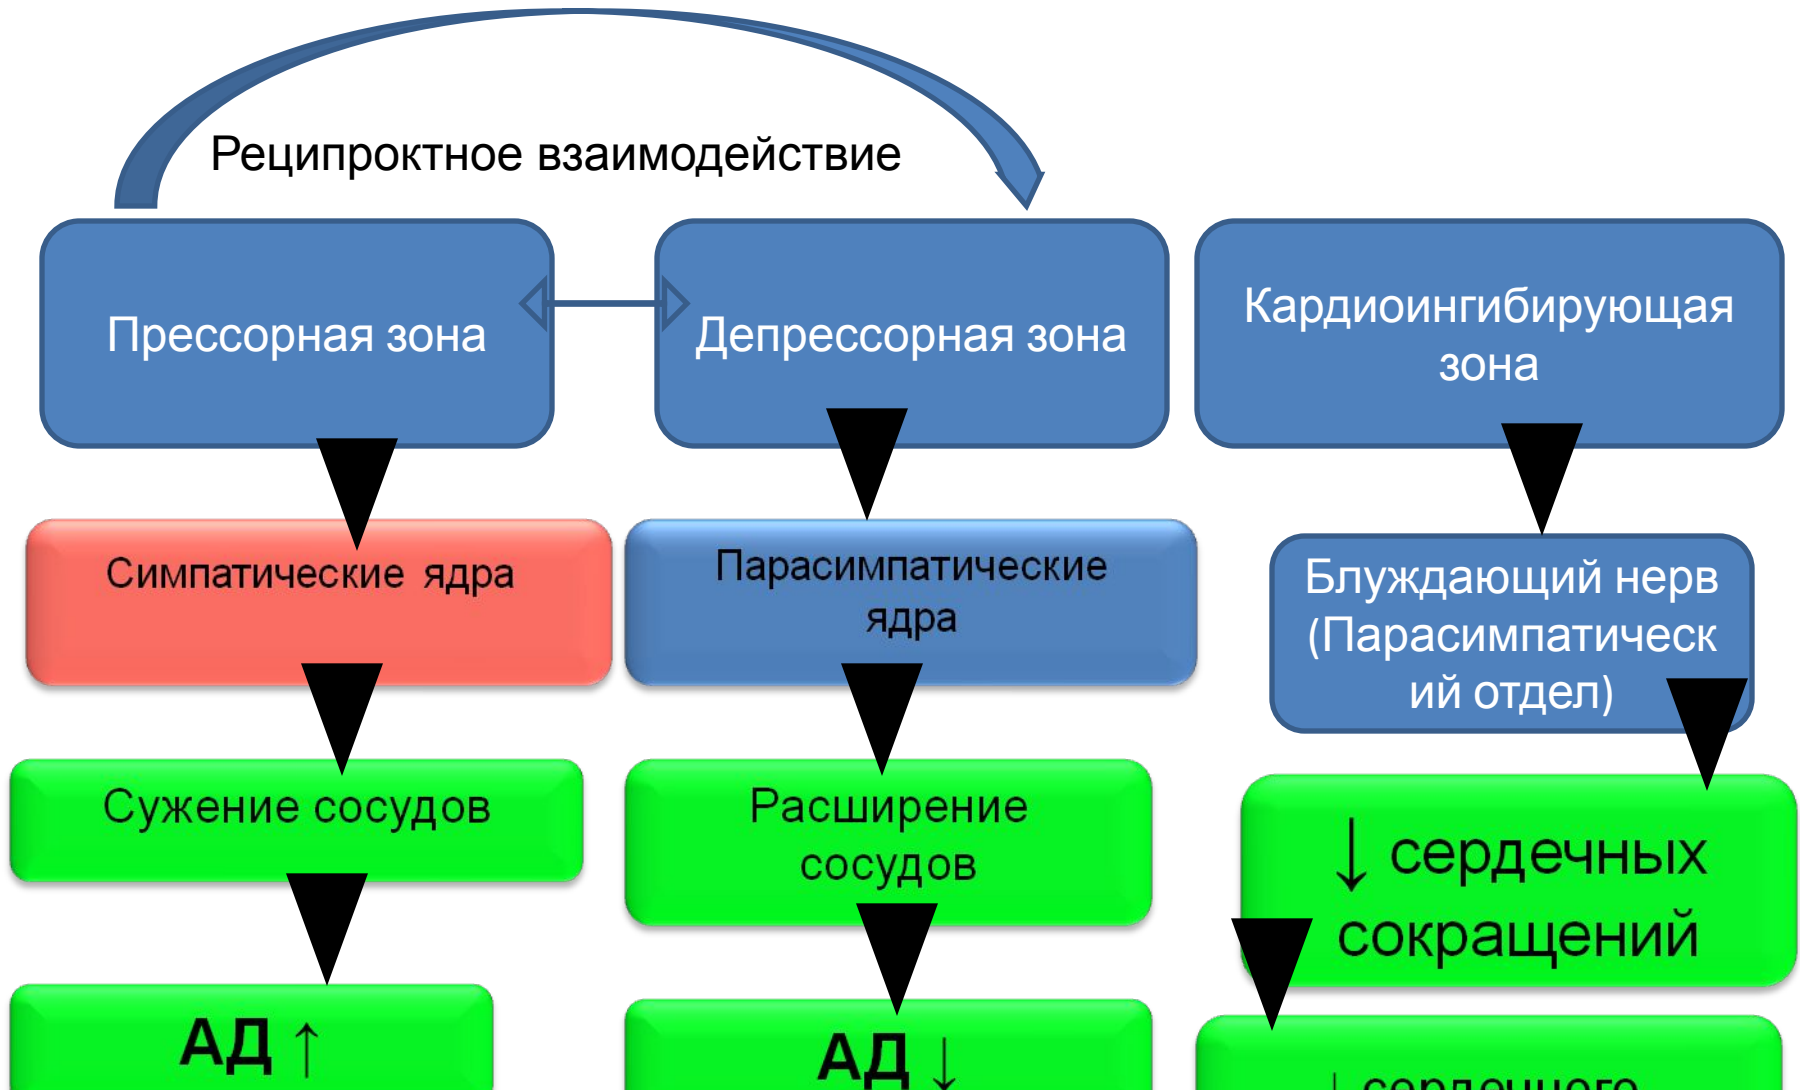 Реципроктное взаимодействие
Прессорная зона
Депрессорная зона
Кардиоингибирующая
зона
Симпатические ядра
Парасимпатические
ядра
Блуждающий нерв
(Парасимпатическ
ий отдел)
Сужение сосудов
Расширение
сосудов
↓ сердечных
сокращений
АД ↑
АД ↓
↓ сердечного